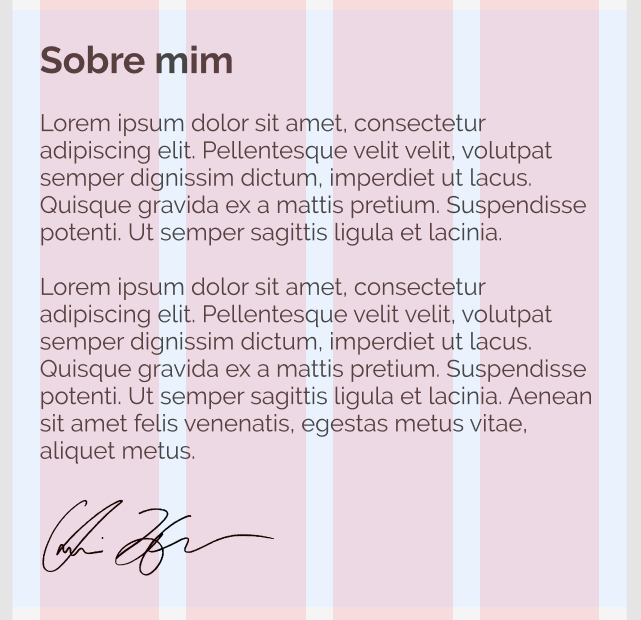 Sobre mim
Lorem ipsum dolor sit amet, consectetur
adipiscing elit. Pellentesque velit velit, volutpat
semper dignissim dictum, imperdiet ut lacus.
Quisque gravida ex a mattis pretium. Suspendisse
potenti. Ut semper sagittis ligula et lacinia.
Lorem ipsum dolor sit amet, consectetur
adipiscing elit. Pellentesque velit velit, volutpat
semper dignissim dictum, imperdiet ut lacus.
Quisque gravida ex a mattis pretium. Suspendisse
potenti. Ut semper sagittis ligula et lacinia. Aenean
sit amet felis venenatis, egestas metus vitae,
aliquet metus.